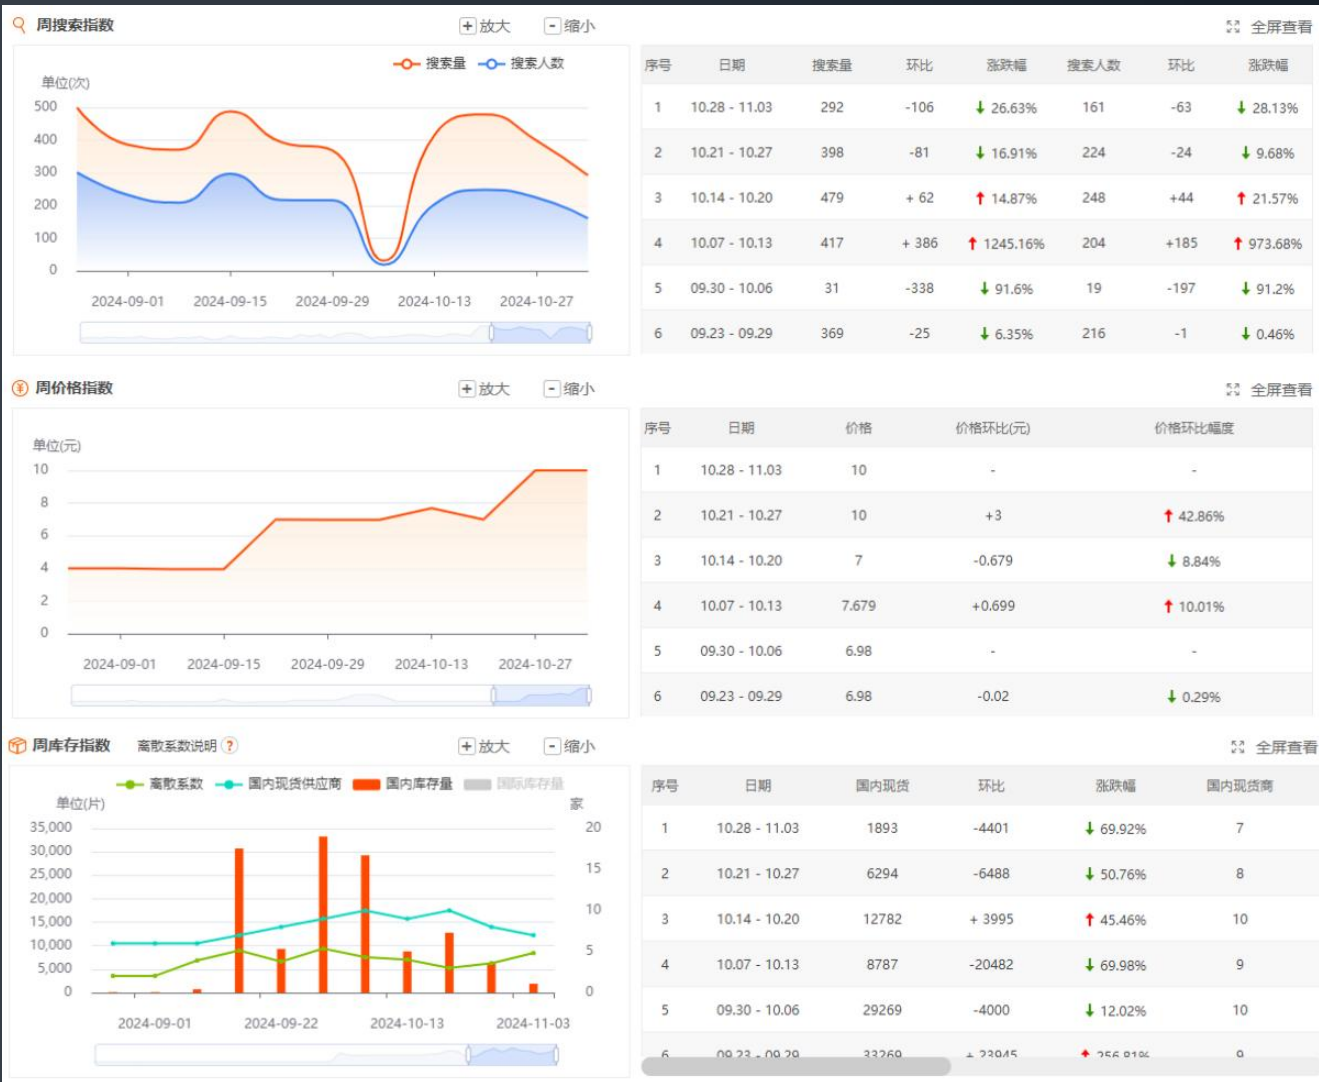 周搜索指数 + 放大 - 缩小 全屏查看
搜索量 搜索人数
单位(次)
500
400
300
200
100
0
2024-09-01 2024-09-15 2024-09-29 2024-10-13 2024-10-27
序号 日期 搜索量 环比 涨跌幅 搜索人数 环比 涨跌幅
1 10.28 - 11.03 292 -106 ↓ 26.63% 161 -63 ↓ 28.13%
2 10.21 - 10.27 398 -81 ↓ 16.91% 224 -24 ↓ 9.68%
3 10.14 - 10.20 479 + 62 ↑ 14.87% 248 +44 ↑ 21.57%
4 10.07 - 10.13 417 + 386 ↑ 1245.16% 204 +185 ↑ 973.68%
5 09.30 - 10.06 31 -338 ↓ 91.6% 19 -197 ↓ 91.2%
6 09.23 - 09.29 369 -25 ↓ 6.35% 216 -1 ↓ 0.46%
¥ 周价格指数 + 放大 - 缩小 全屏查看
单位(元)
10
8
6
4
2
0
2024-09-01 2024-09-15 2024-09-29 2024-10-13 2024-10-27
序号 日期 价格 价格环比(元) 价格环比幅度
1 10.28 - 11.03 10 - -
2 10.21 - 10.27 10 +3 ↑ 42.86%
3 10.14 - 10.20 7 -0.679 ↓ 8.84%
4 10.07 - 10.13 7.679 +0.699 ↑ 10.01%
5 09.30 - 10.06 6.98 - -
6 09.23 - 09.29 6.98 -0.02 ↓ 0.29%
周库存指数 离散系数说明 ? + 放大 - 缩小 全屏查看
离散系数 国内现货供应商 国内库存量 国际库存量
单位(片) 家
35,000 20
30,000
25,000 15
20,000
15,000 10
10,000
5,000 5
0 0
2024-09-01 2024-09-22 2024-10-13 2024-11-03
序号 日期 国内现货 环比 涨跌幅 国内现货商
1 10.28 - 11.03 1893 -4401 ↓ 69.92% 7
2 10.21 - 10.27 6294 -6488 ↓ 50.76% 8
3 10.14 - 10.20 12782 + 3995 ↑ 45.46% 10
4 10.07 - 10.13 8787 -20482 ↓ 69.98% 9
5 09.30 - 10.06 29269 -4000 ↓ 12.02% 10
6 09.23 - 09.29 33269 + 23945 ↑ 256.81% 9